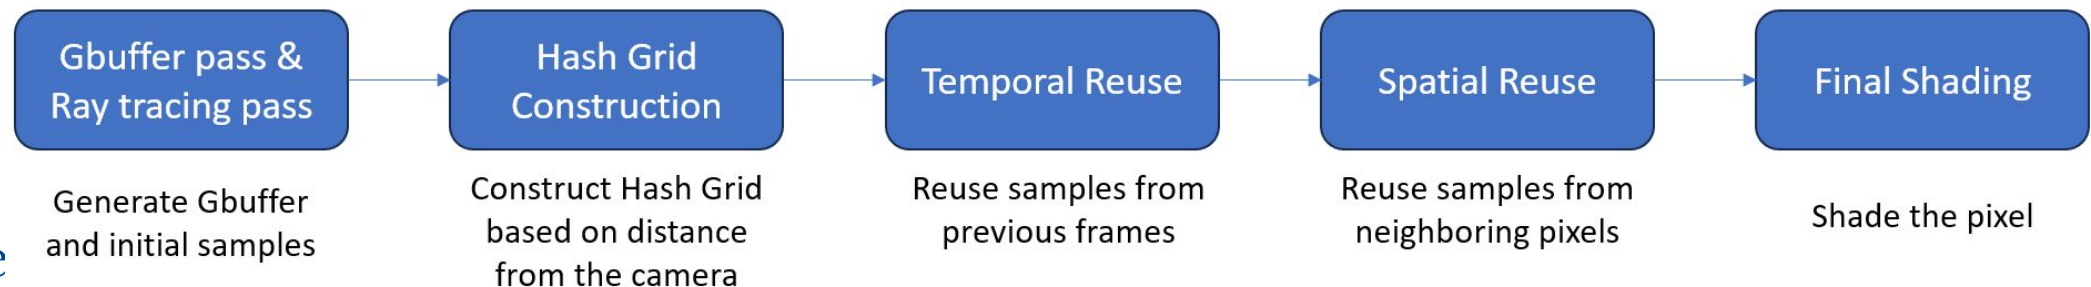 Gbuffer pass &
Ray tracing pass
Hash Grid
Construction
Temporal Reuse
Spatial Reuse
Final Shading
Generate Gbuffer
and initial samples
Construct Hash Grid
based on distance
from the camera
Reuse samples from
previous frames
Reuse samples from
neighboring pixels
Shade the pixel
e